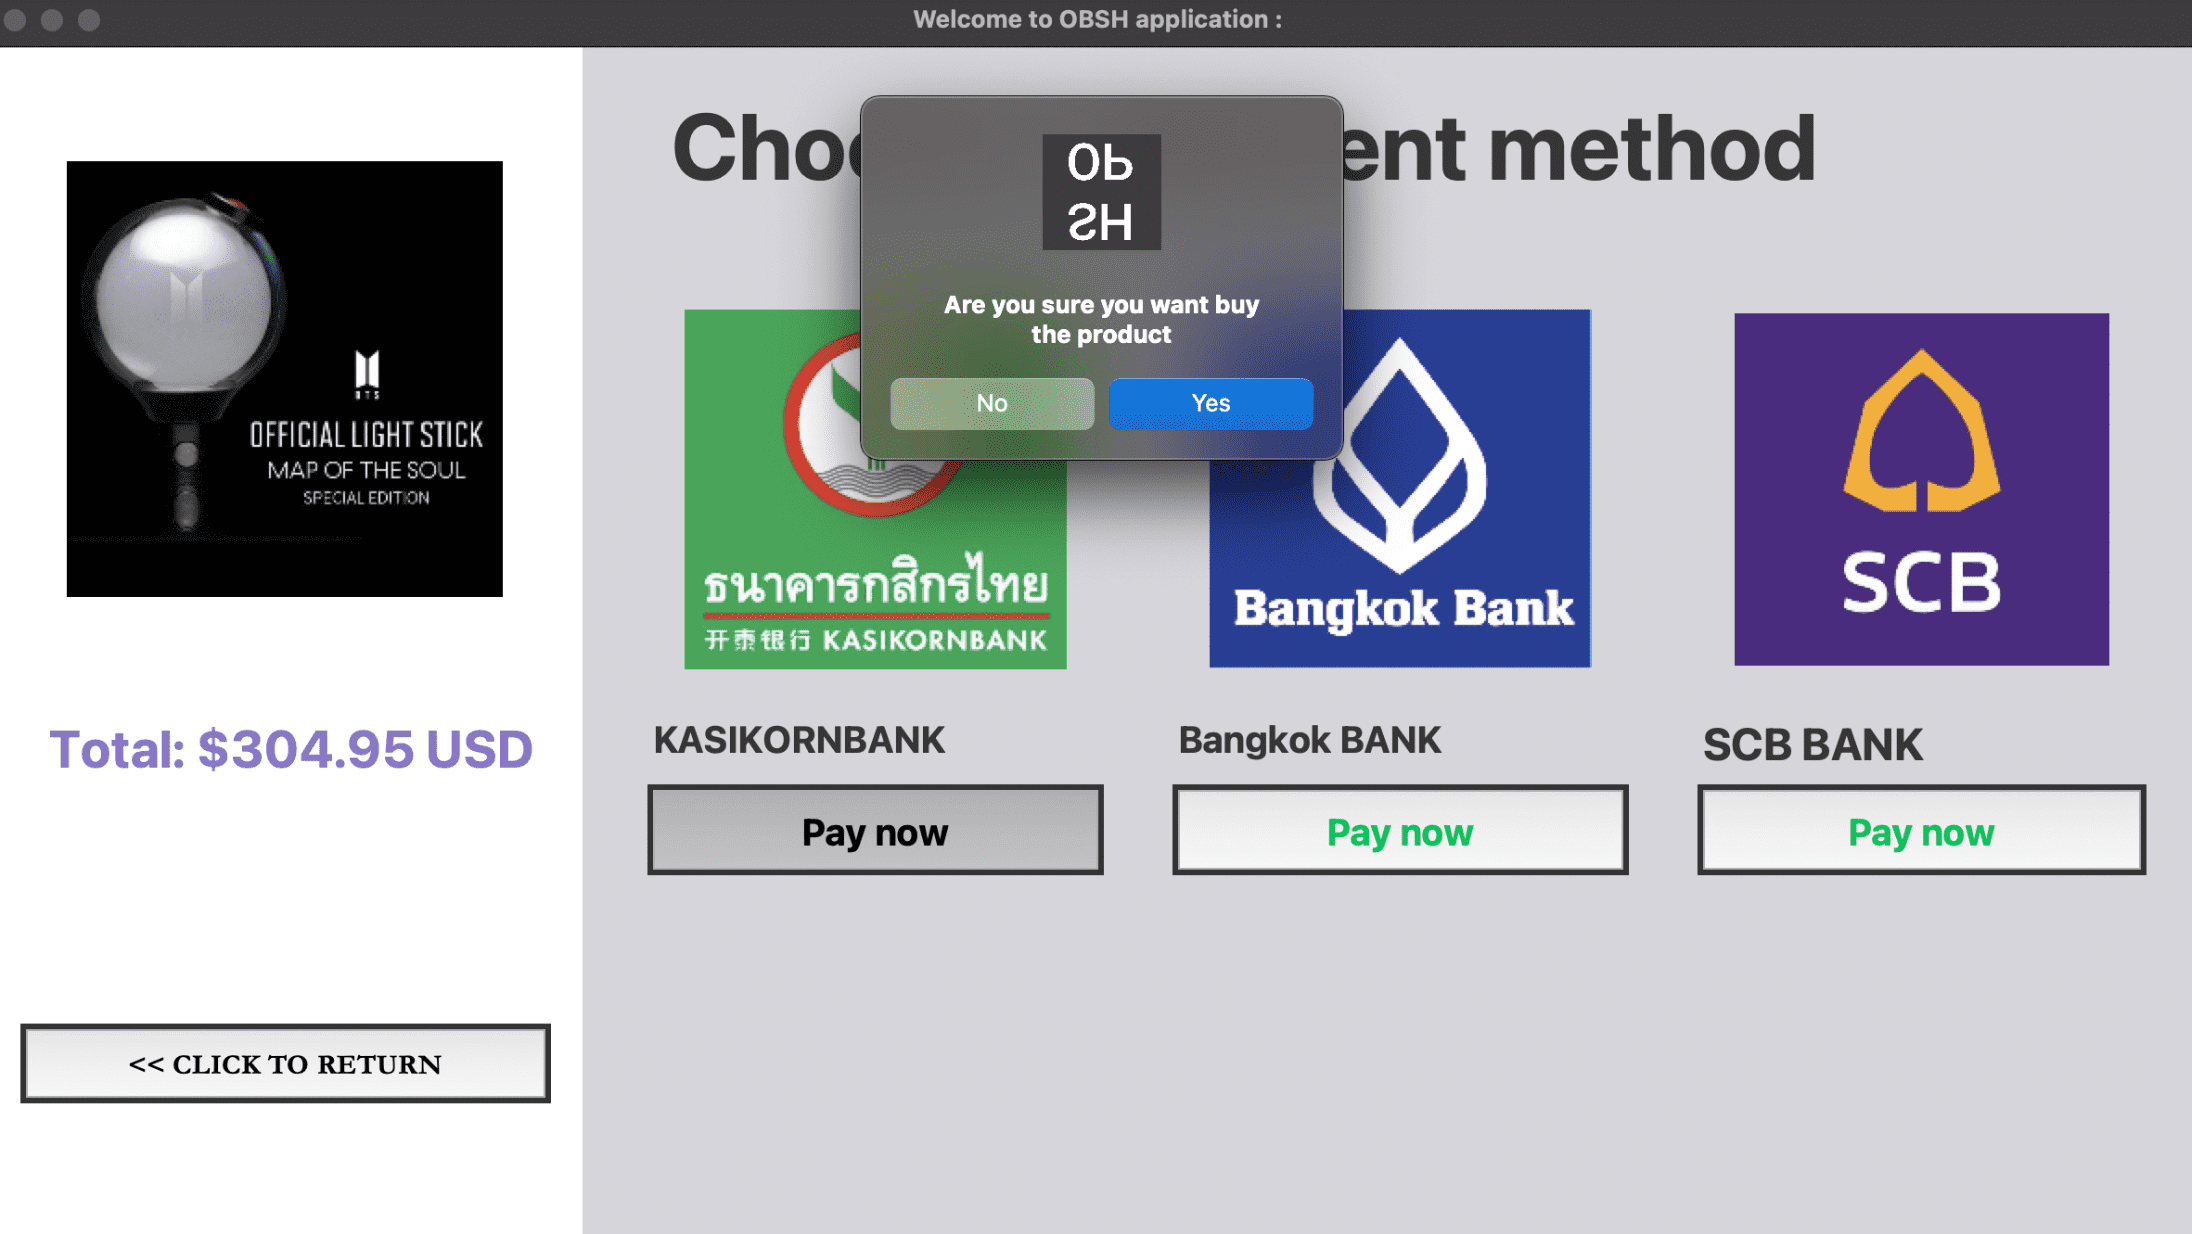 Welcome to OBSH application :
BTS
OFFICIAL LIGHT STICK
MAP OF THE SOUL
SPECIAL EDITION
Total: $304.95 USD
<< CLICK TO RETURN
method
Ob
SH
Are you sure you want buy
the product
No
Yes
ธนาคารกสิกรไทย
开泰银行 KASIKORNBANK
Bangkok Bank
SCB
KASIKORNBANK
Pay now
Bangkok BANK
Pay now
SCB BANK
Pay now